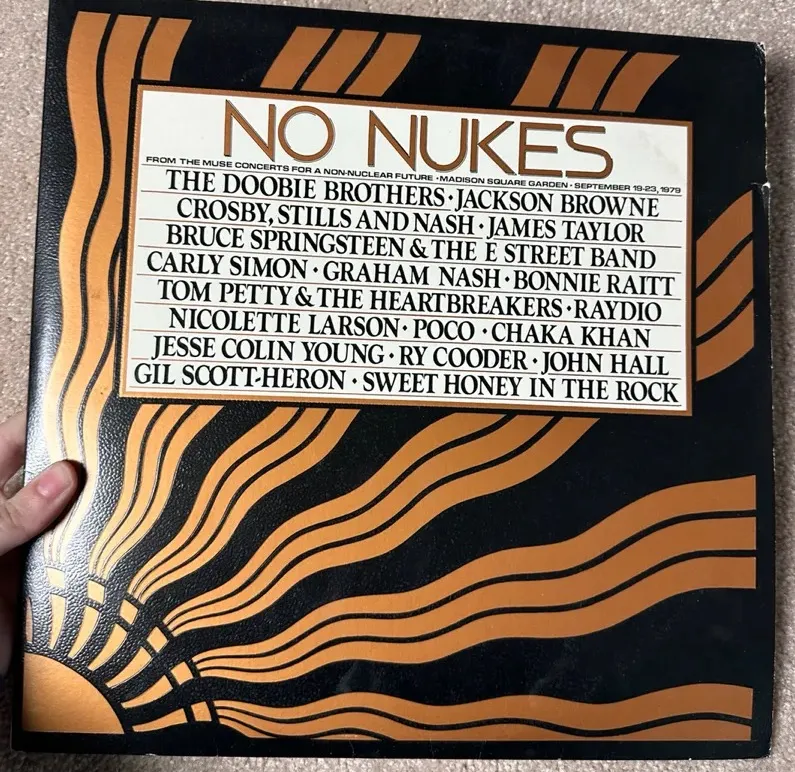 NO NUKES
FROM THE MUSE CONCERTS FOR A NON-NUCLEAR FUTURE • MADISON SQUARE GARDEN • SEPTEMBER 19-23, 1979
THE DOOBIE BROTHERS • JACKSON BROWNE
CROSBY, STILLS AND NASH • JAMES TAYLOR
BRUCE SPRINGSTEEN & THE E STREET BAND
CARLY SIMON • GRAHAM NASH • BONNIE RAITT
TOM PETTY & THE HEARTBREAKERS • RAYDIO
NICOLETTE LARSON • POCO • CHAKA KHAN
JESSE COLIN YOUNG • RY COODER • JOHN HALL
GIL SCOTT-HERON • SWEET HONEY IN THE ROCK